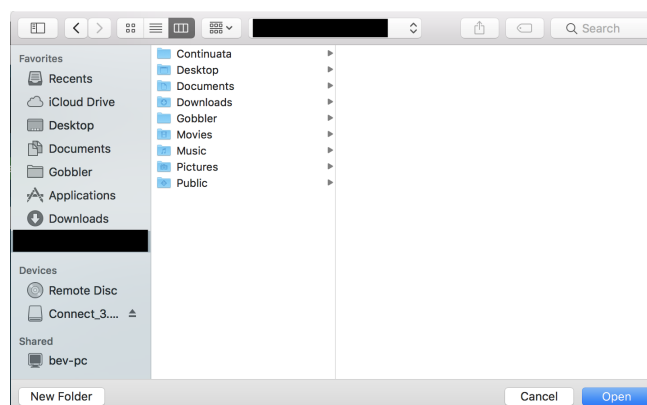 Search
Favorites
Recents
iCloud Drive
Desktop
Documents
Gobbler
Applications
Downloads
Devices
Remote Disc
Connect_3....
Shared
bev-pc
Continuata
Desktop
Documents
Downloads
Gobbler
Movies
Music
Pictures
Public
New Folder
Cancel
Open